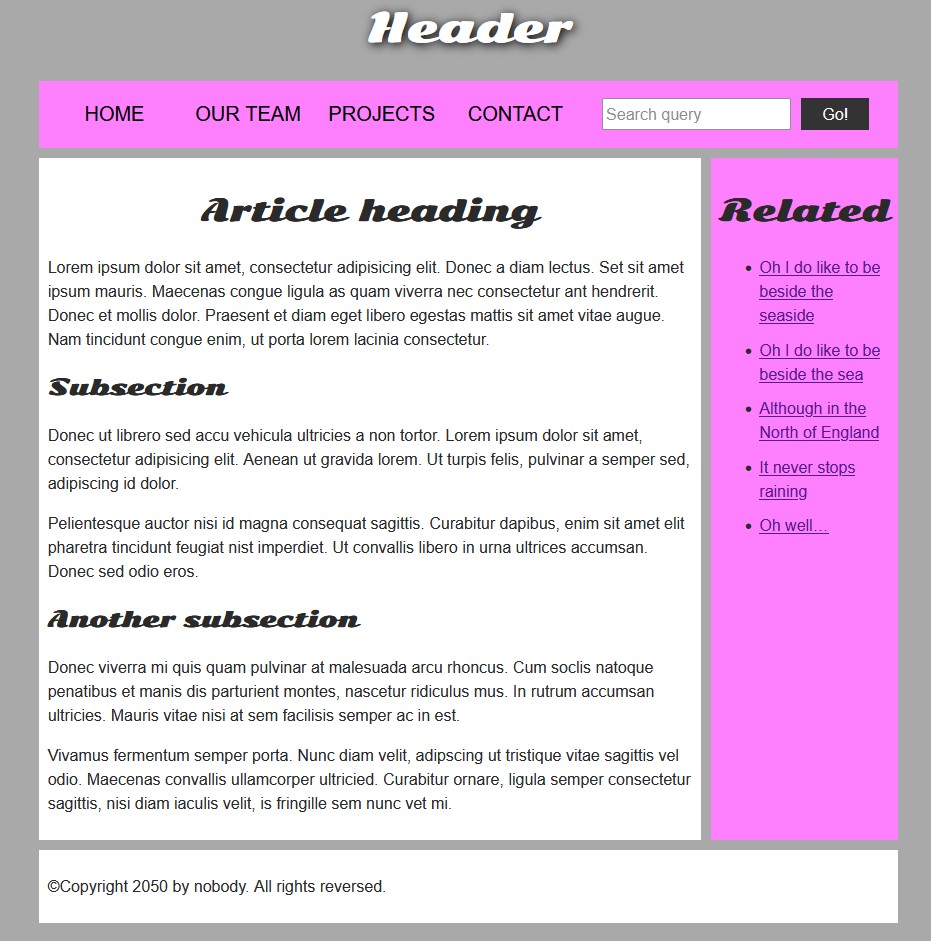 Header
HOME OUR TEAM PROJECTS CONTACT Search query Go!
Article heading
Lorem ipsum dolor sit amet, consectetur adipisicing elit. Donec a diam lectus. Set sit amet
ipsum mauris. Maecenas congue ligula as quam viverra nec consectetur ant hendrerit.
Donec et mollis dolor. Praesent et diam eget libero egestas mattis sit amet vitae augue.
Nam tincidunt congue enim, ut porta lorem lacinia consectetur.
Subsection
Donec ut librero sed accu vehicula ultricies a non tortor. Lorem ipsum dolor sit amet,
consectetur adipisicing elit. Aenean ut gravida lorem. Ut turpis felis, pulvinar a semper sed,
adipiscing id dolor.
Pelientesque auctor nisi id magna consequat sagittis. Curabitur dapibus, enim sit amet elit
pharetra tincidunt feugiat nist imperdiet. Ut convallis libero in urna ultrices accumsan.
Donec sed odio eros.
Another subsection
Donec viverra mi quis quam pulvinar at malesuada arcu rhoncus. Cum soclis natoque
penatibus et manis dis parturient montes, nascetur ridiculus mus. In rutrum accumsan
ultricies. Mauris vitae nisi at sem facilisis semper ac in est.
Vivamus fermentum semper porta. Nunc diam velit, adipscing ut tristique vitae sagittis vel
odio. Maecenas convallis ullamcorper ultricied. Curabitur ornare, ligula semper consectetur
sagittis, nisi diam iaculis velit, is fringille sem nunc vet mi.
Related
• Oh I do like to be
beside the
seaside
• Oh I do like to be
beside the sea
• Although in the
North of England
• It never stops
raining
• Oh well…
©Copyright 2050 by nobody. All rights reversed.